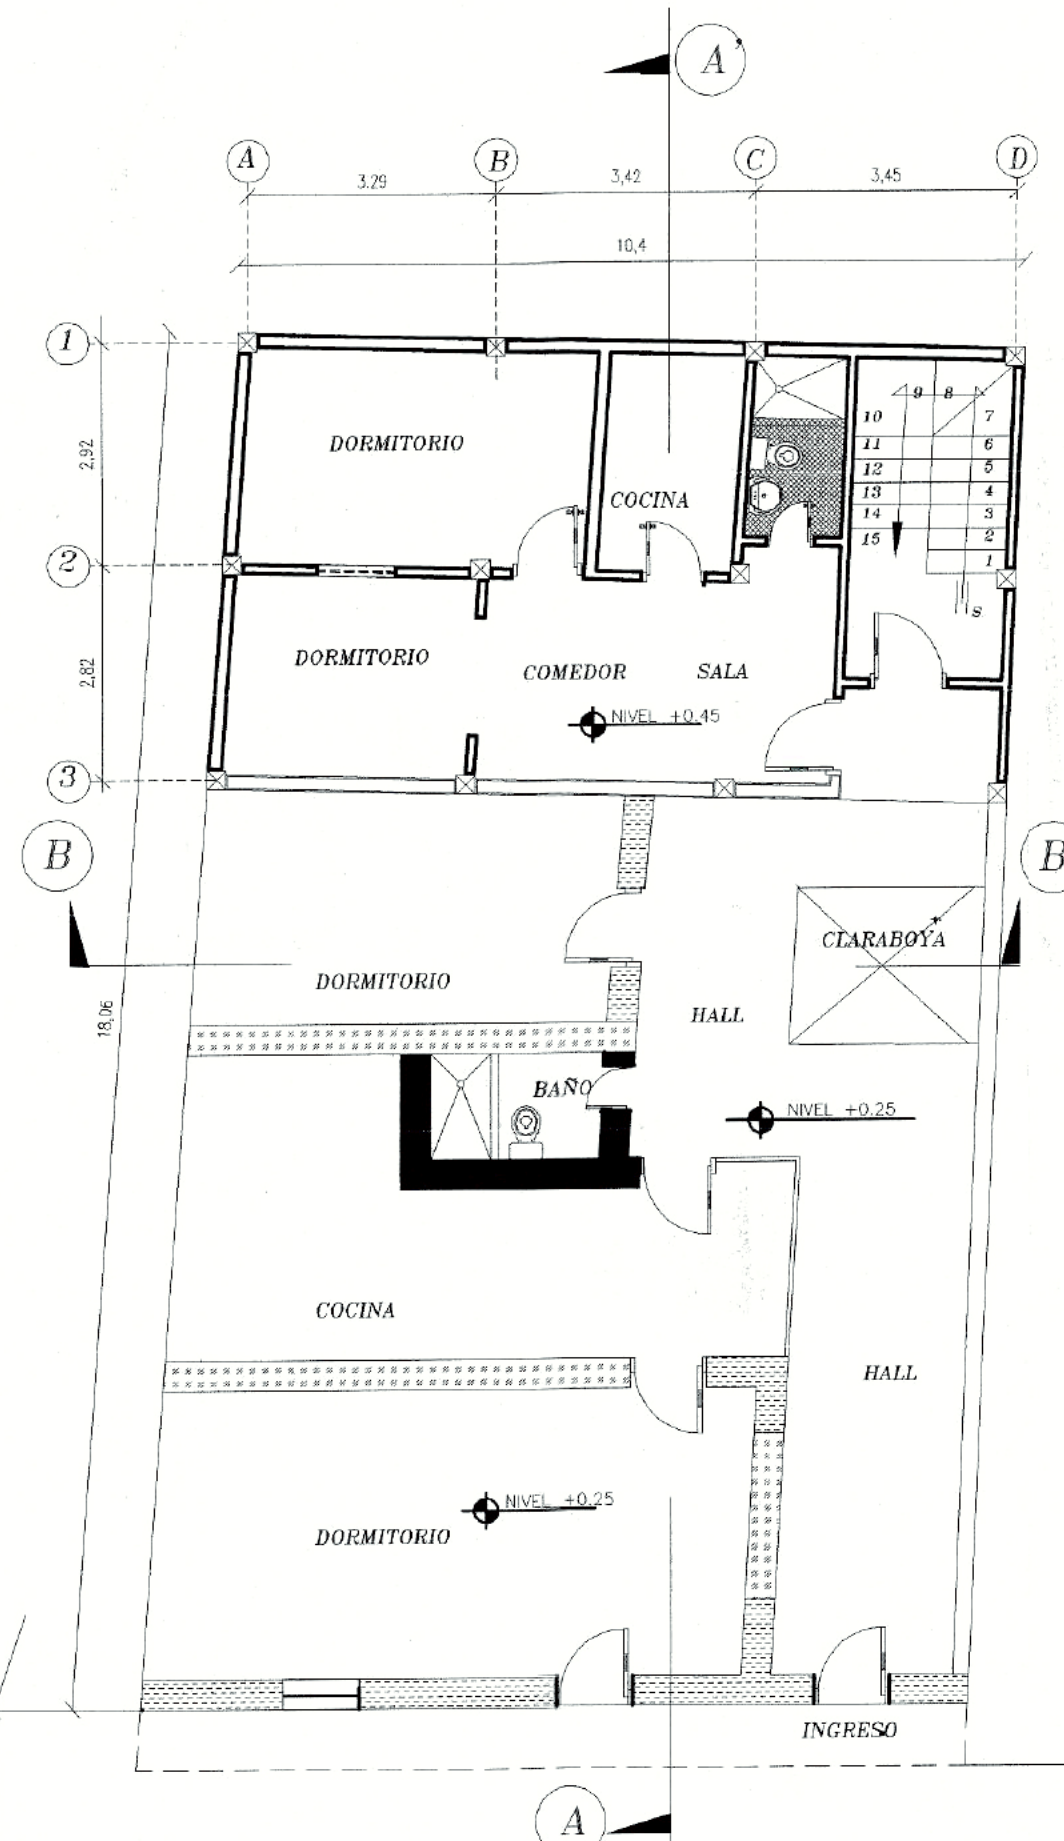 A'
A B C D
3.29 3,42 3,45
10,4
1
2,92
DORMITORIO
COCINA
9 8
10 7
11 6
12 5
13 4
14 3
15 2
1
S
2
2,82
DORMITORIO
COMEDOR
SALA
NIVEL +0.45
3
B
B
CLARABOYA
DORMITORIO
HALL
18,06
BAÑO
NIVEL +0.25
COCINA
HALL
NIVEL +0.25
DORMITORIO
INGRESO
A